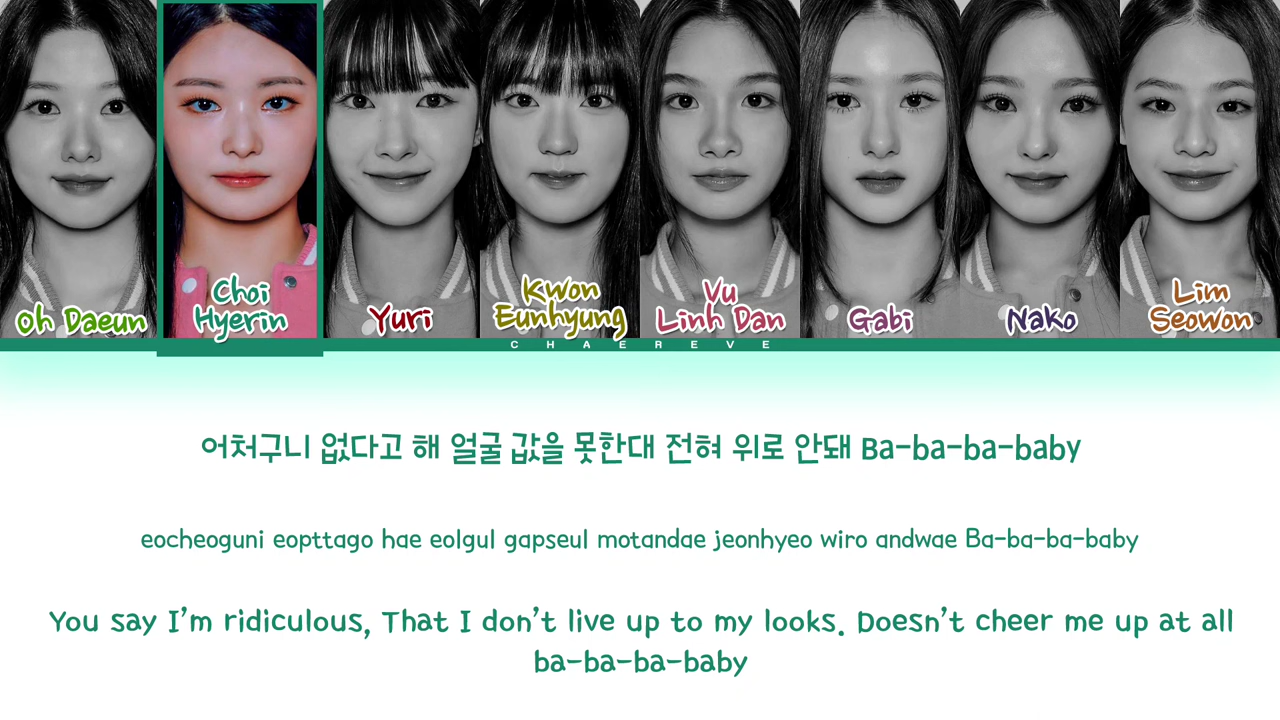 Oh Daeun
Choi
Hyerin
Yuri
Kwon
Eunhyung
Vu
Linh Dan
Gabi
Nako
Lim
Seowon
CHAEREVE
어처구니 없다고 해 얼굴 값을 못한대 전혀 위로 안돼 Ba-ba-ba-baby
eocheoguni eopttago hae eolgul gapseul motandae jeonhyeo wiro andwae Ba-ba-ba-baby
You say I'm ridiculous, That I don't live up to my looks. Doesn't cheer me up at all
ba-ba-ba-baby